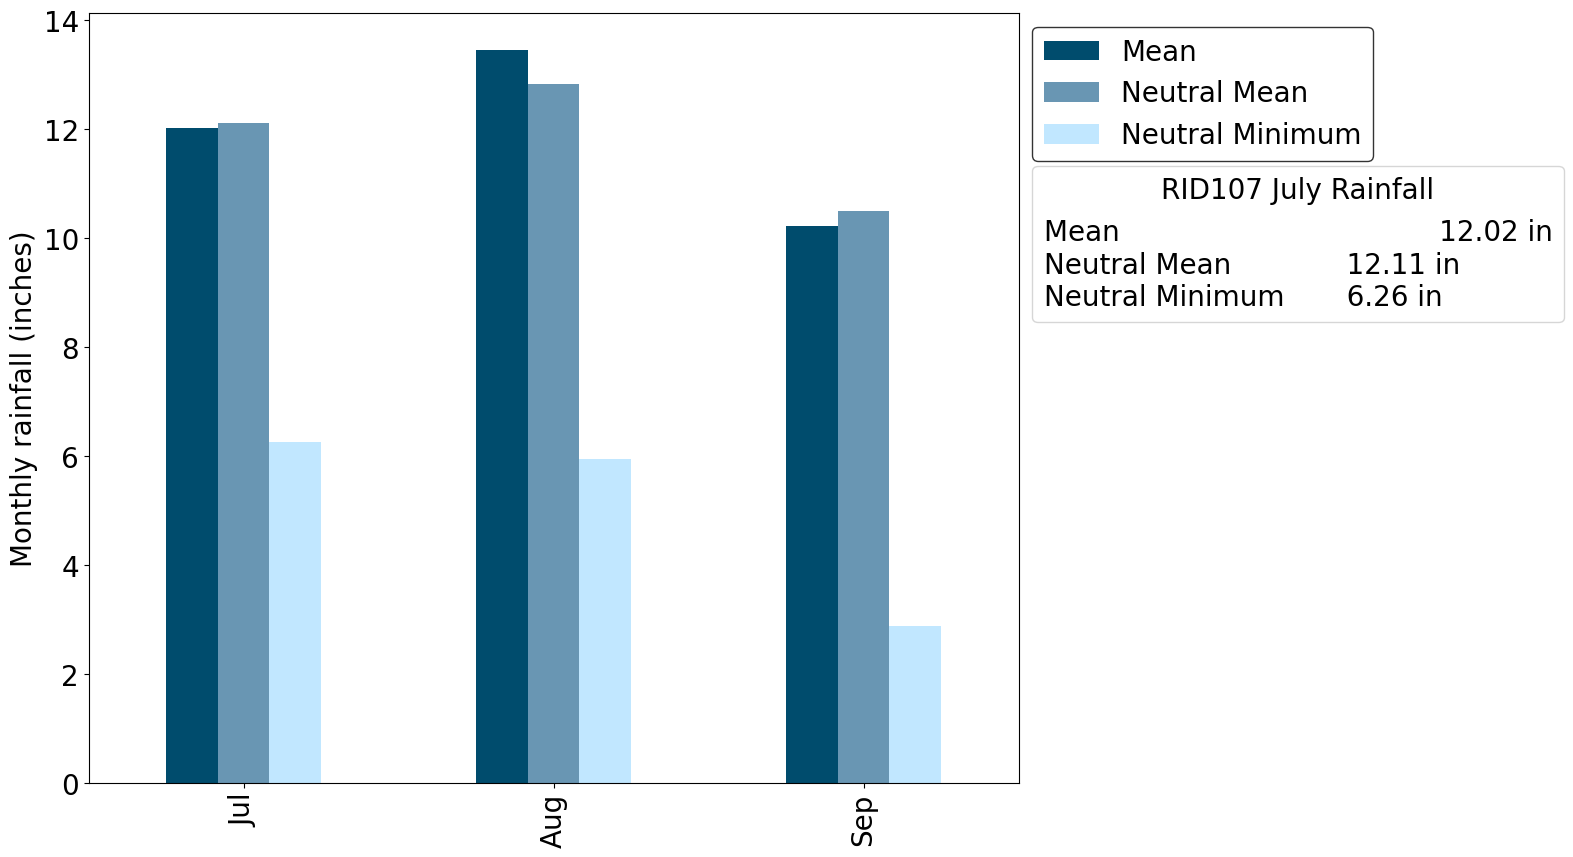 14
12
10
8
6
4
2
0
Monthly rainfall (inches)
Jul
Aug
Sep
Mean
Neutral Mean
Neutral Minimum
RID107 July Rainfall
Mean 12.02 in
Neutral Mean 12.11 in
Neutral Minimum 6.26 in